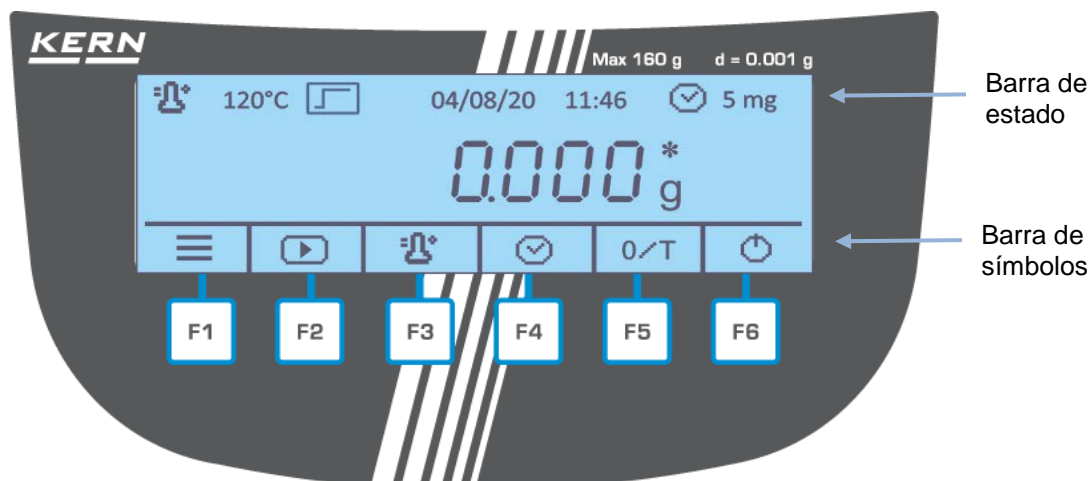 KERN
Max 160 g d = 0.001 g
120°C 04/08/20 11:46 5 mg
0.000 * g
0/T
F1 F2 F3 F4 F5 F6
Barra de
estado
Barra de
símbolos